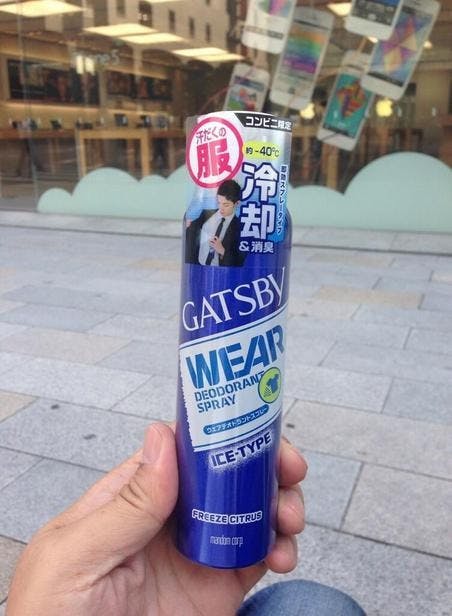 コンビニ限定
汗だくの
服
約-40℃
冷却
&消臭
GATSBY
WEAR
DEODORANT
SPRAY
ウエアデオドラントスプレー
ICE-TYPE
FREEZE CITRUS
mandom corp